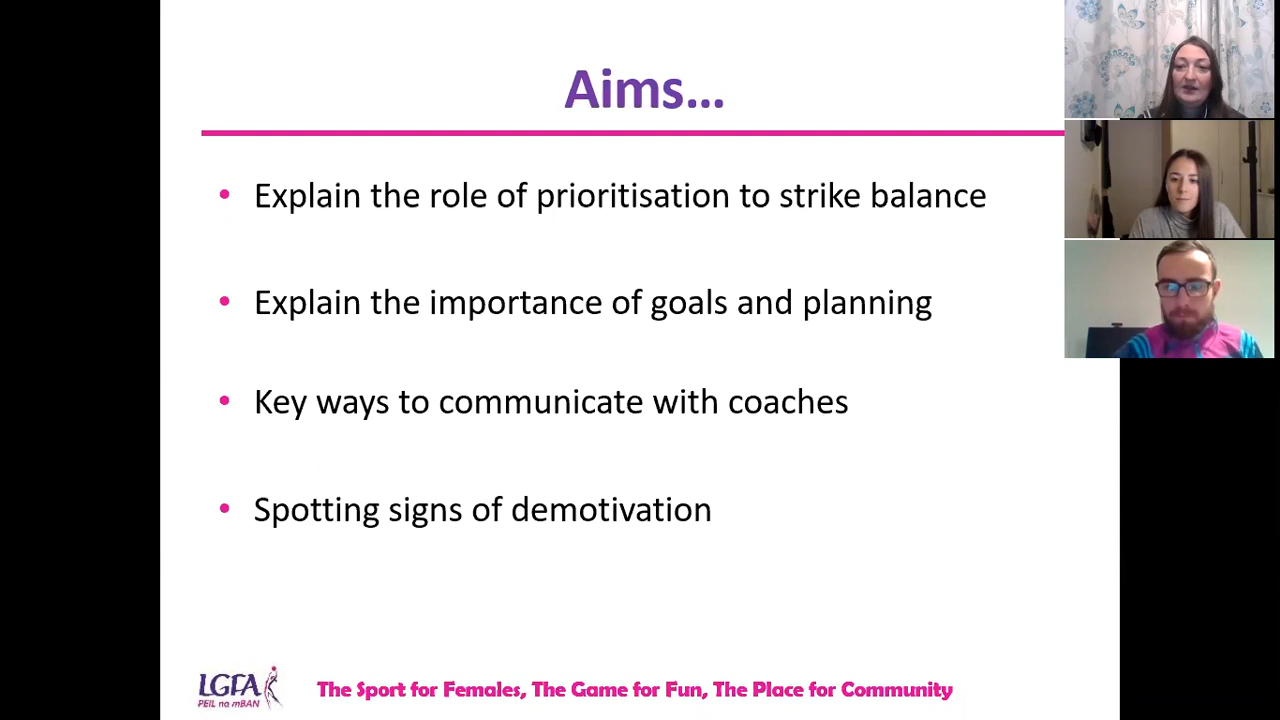 Aims...
• Explain the role of prioritisation to strike balance
• Explain the importance of goals and planning
• Key ways to communicate with coaches
• Spotting signs of demotivation
LGFA
PEIL na mBAN
The Sport for Females, The Game for Fun, The Place for Community